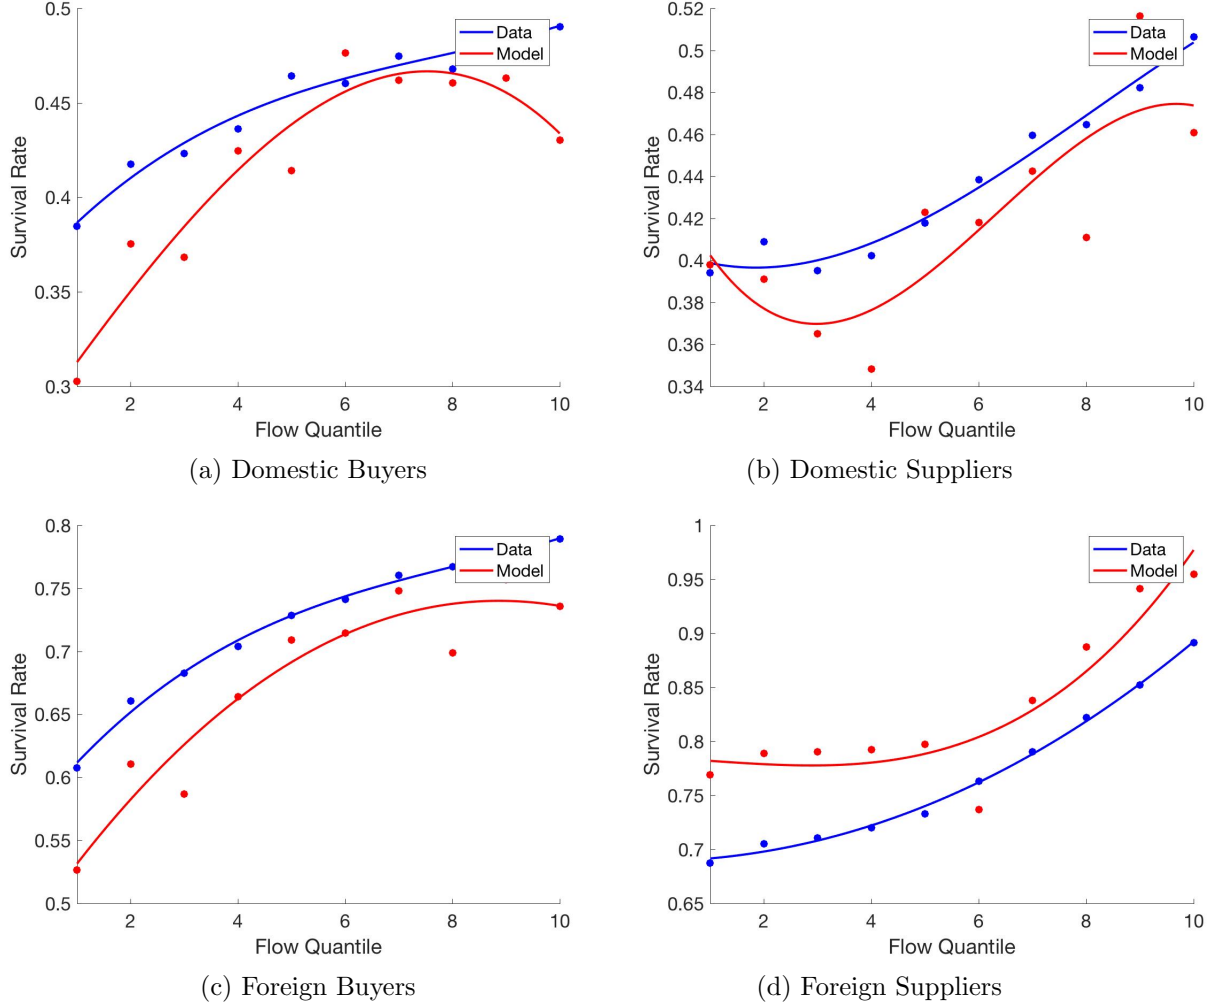 0.5
0.45
0.4
0.35
0.3
Survival Rate
2 4 6 8 10
Flow Quantile
Data
Model
(a) Domestic Buyers
0.52
0.5
0.48
0.46
0.44
0.42
0.4
0.38
0.36
0.34
Survival Rate
2 4 6 8 10
Flow Quantile
Data
Model
(b) Domestic Suppliers
0.8
0.75
0.7
0.65
0.6
0.55
0.5
Survival Rate
2 4 6 8 10
Flow Quantile
Data
Model
(c) Foreign Buyers
1
0.95
0.9
0.85
0.8
0.75
0.7
0.65
Survival Rate
2 4 6 8 10
Flow Quantile
Data
Model
(d) Foreign Suppliers